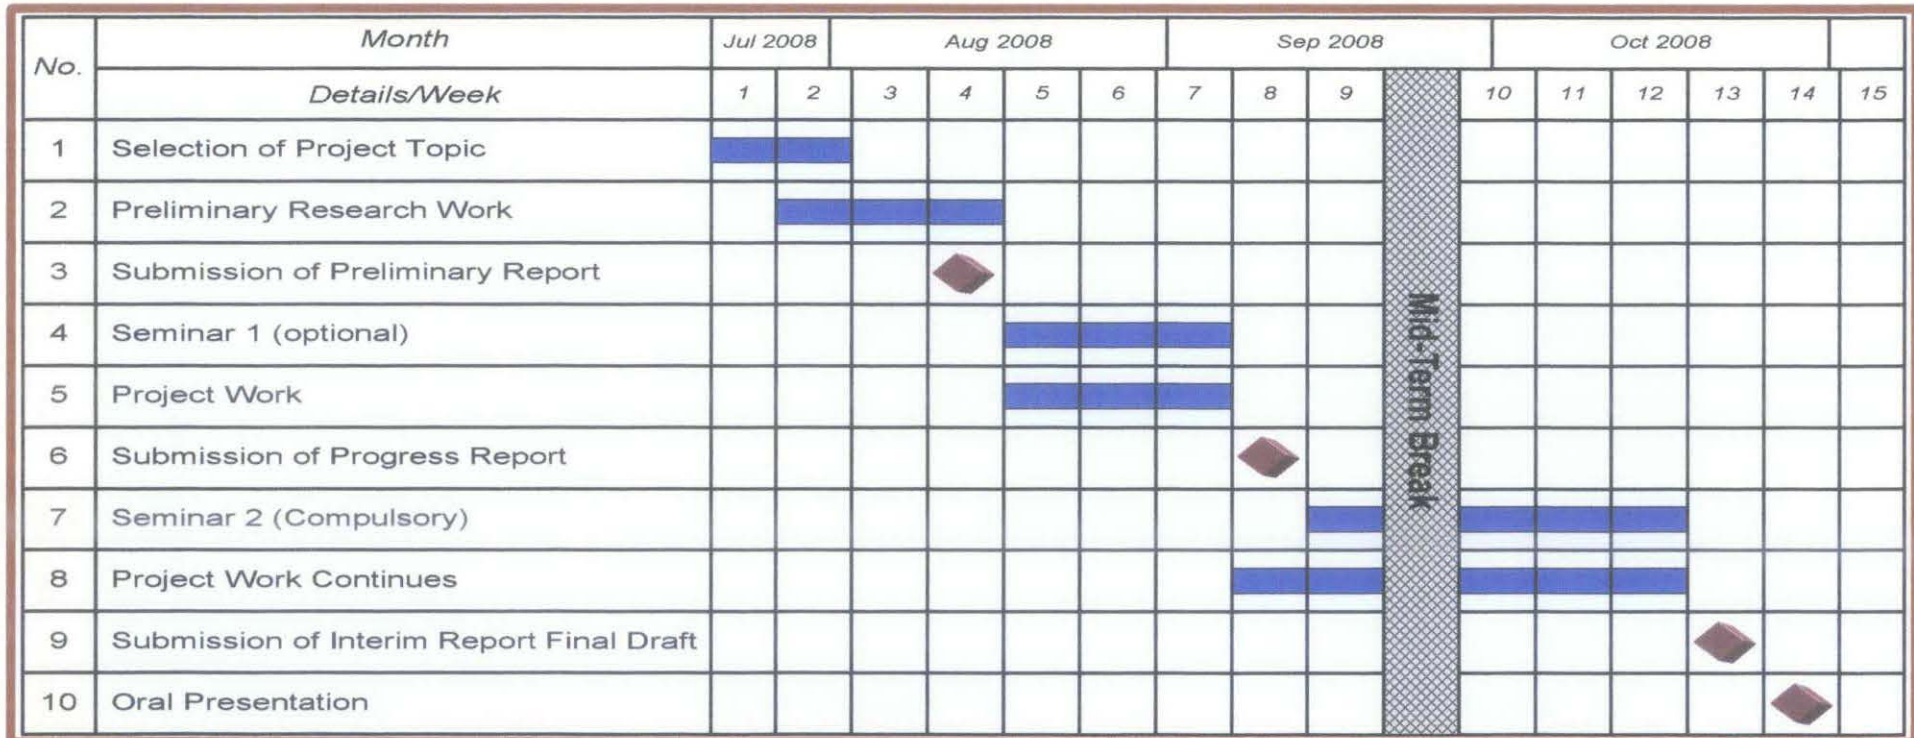 No. Month Jul 2008 Aug 2008 Sep 2008 Oct 2008
Details/Week 1 2 3 4 5 6 7 8 9 10 11 12 13 14 15
1 Selection of Project Topic
2 Preliminary Research Work
3 Submission of Preliminary Report
4 Seminar 1 (optional)
5 Project Work
6 Submission of Progress Report
7 Seminar 2 (Compulsory)
8 Project Work Continues
9 Submission of Interim Report Final Draft
10 Oral Presentation
Mid-Term Break